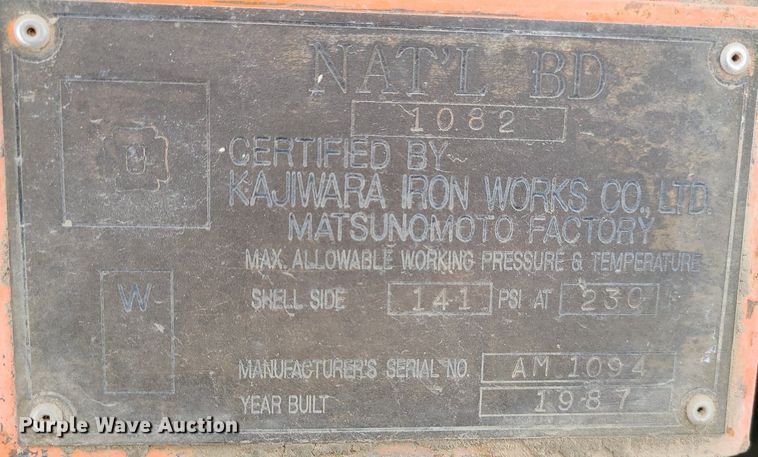 NAT'L BD
1082
U
CERTIFIED BY
KAJIWARA IRON WORKS CO., LTD.
MATSUNOMOTO FACTORY
MAX. ALLOWABLE WORKING PRESSURE & TEMPERATURE
W
SHELL SIDE 141 PSI AT 230
MANUFACTURER'S SERIAL NO. AM 1094
YEAR BUILT 1987
Purple Wave Auction